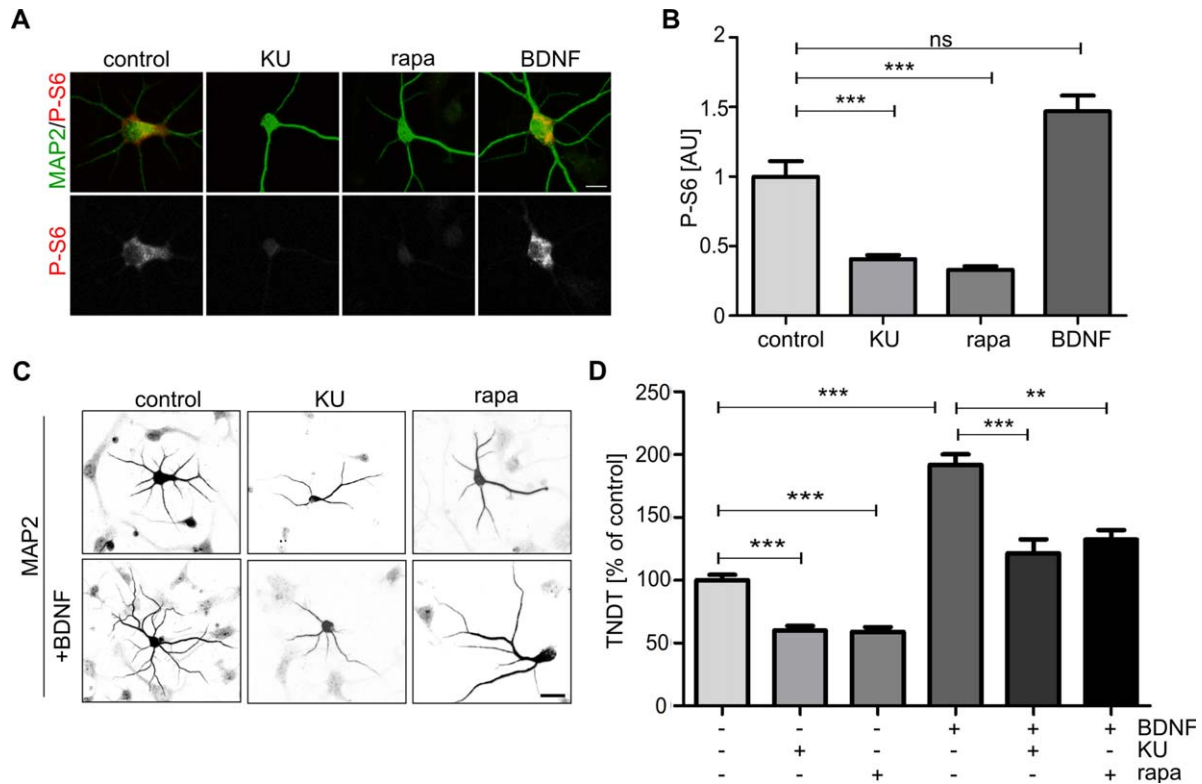 A
control KU rapa BDNF
MAP2/P-S6
P-S6
B
P-S6 [AU]
2
1.5
1
0.5
0
ns
***
***
control KU rapa BDNF
C
control KU rapa
MAP2
+BDNF
D
TNDT [% of control]
250
200
150
100
50
0
*** **
***
***
***
- - - + + + BDNF
- + - - + - KU
- - + - - + rapa